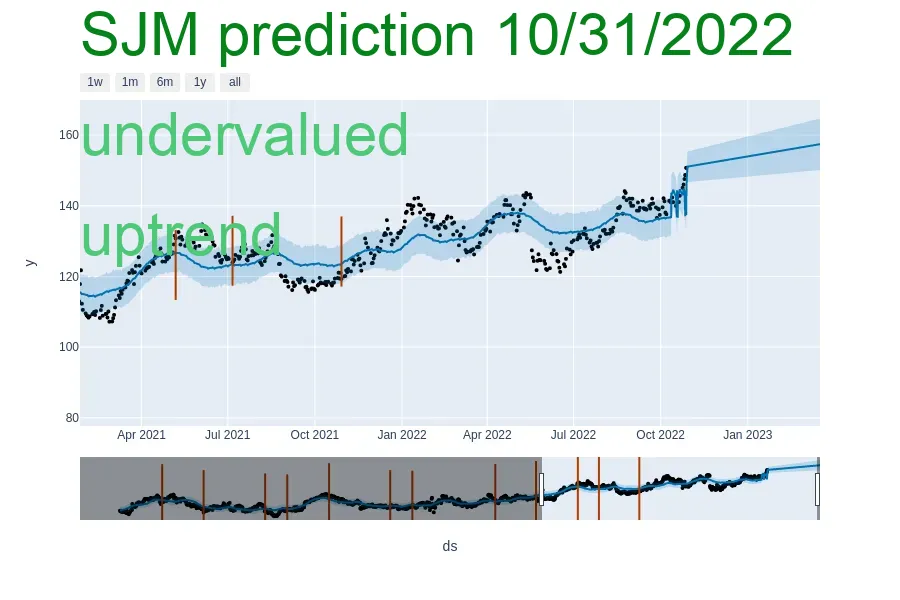 SJM prediction 10/31/2022
1w 1m 6m 1y all
undervalued
uptrend
160
140
120
100
80
y
Apr 2021 Jul 2021 Oct 2021 Jan 2022 Apr 2022 Jul 2022 Oct 2022 Jan 2023
ds